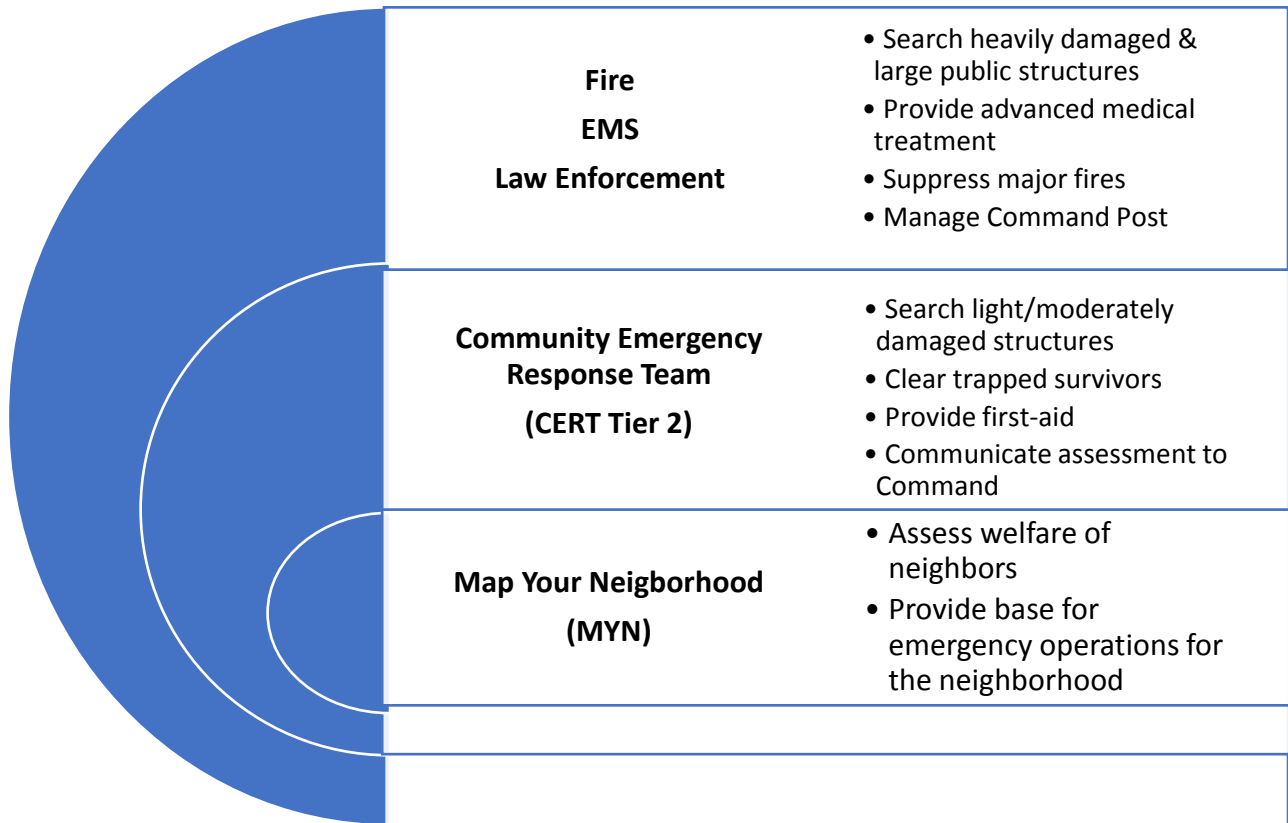 Fire
EMS
Law Enforcement
• Search heavily damaged &
large public structures
• Provide advanced medical
treatment
• Suppress major fires
• Manage Command Post
Community Emergency
Response Team
(CERT Tier 2)
• Search light/moderately
damaged structures
• Clear trapped survivors
• Provide first-aid
• Communicate assessment to
Command
Map Your Neigborhood
(MYN)
• Assess welfare of
neighbors
• Provide base for
emergency operations for
the neighborhood